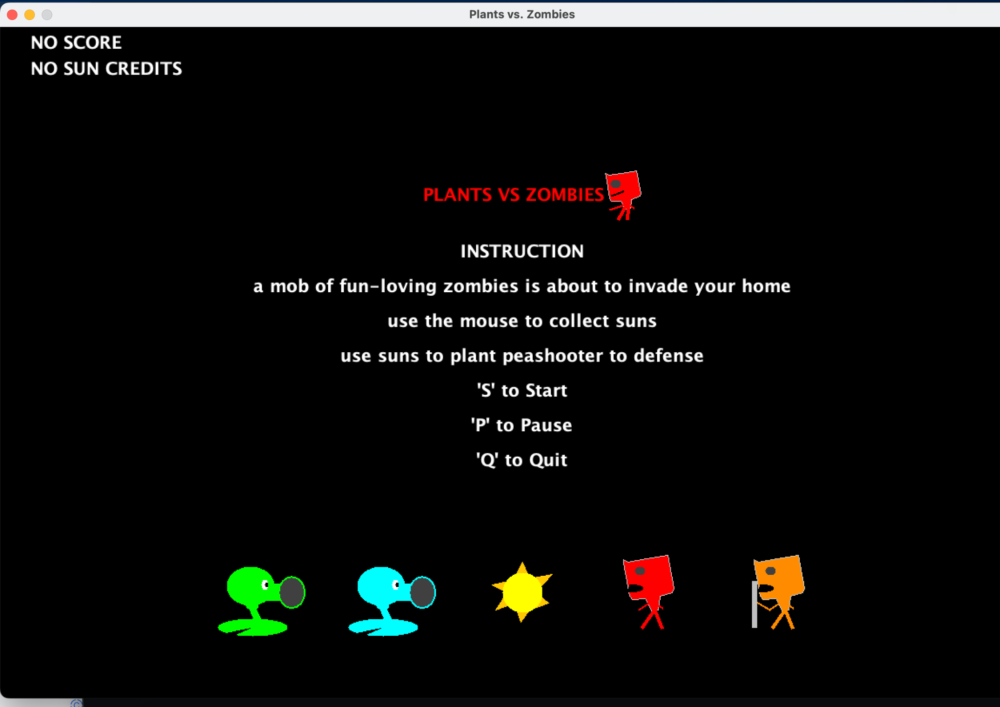 Plants vs. Zombies
NO SCORE
NO SUN CREDITS
PLANTS VS ZOMBIES
INSTRUCTION
a mob of fun-loving zombies is about to invade your home
use the mouse to collect suns
use suns to plant peashooter to defense
'S' to Start
'P' to Pause
'Q' to Quit